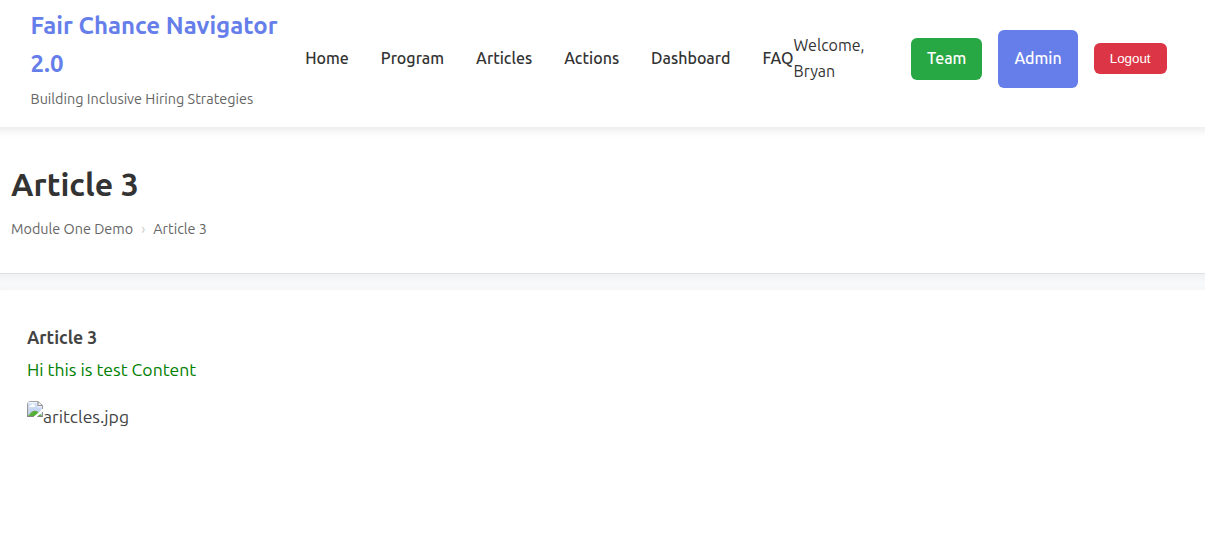 Fair Chance Navigator
2.0
Building Inclusive Hiring Strategies
Home Program Articles Actions Dashboard FAQ
Welcome,
Bryan
Team Admin Logout
Article 3
Module One Demo › Article 3
Article 3
Hi this is test Content
aritcles.jpg